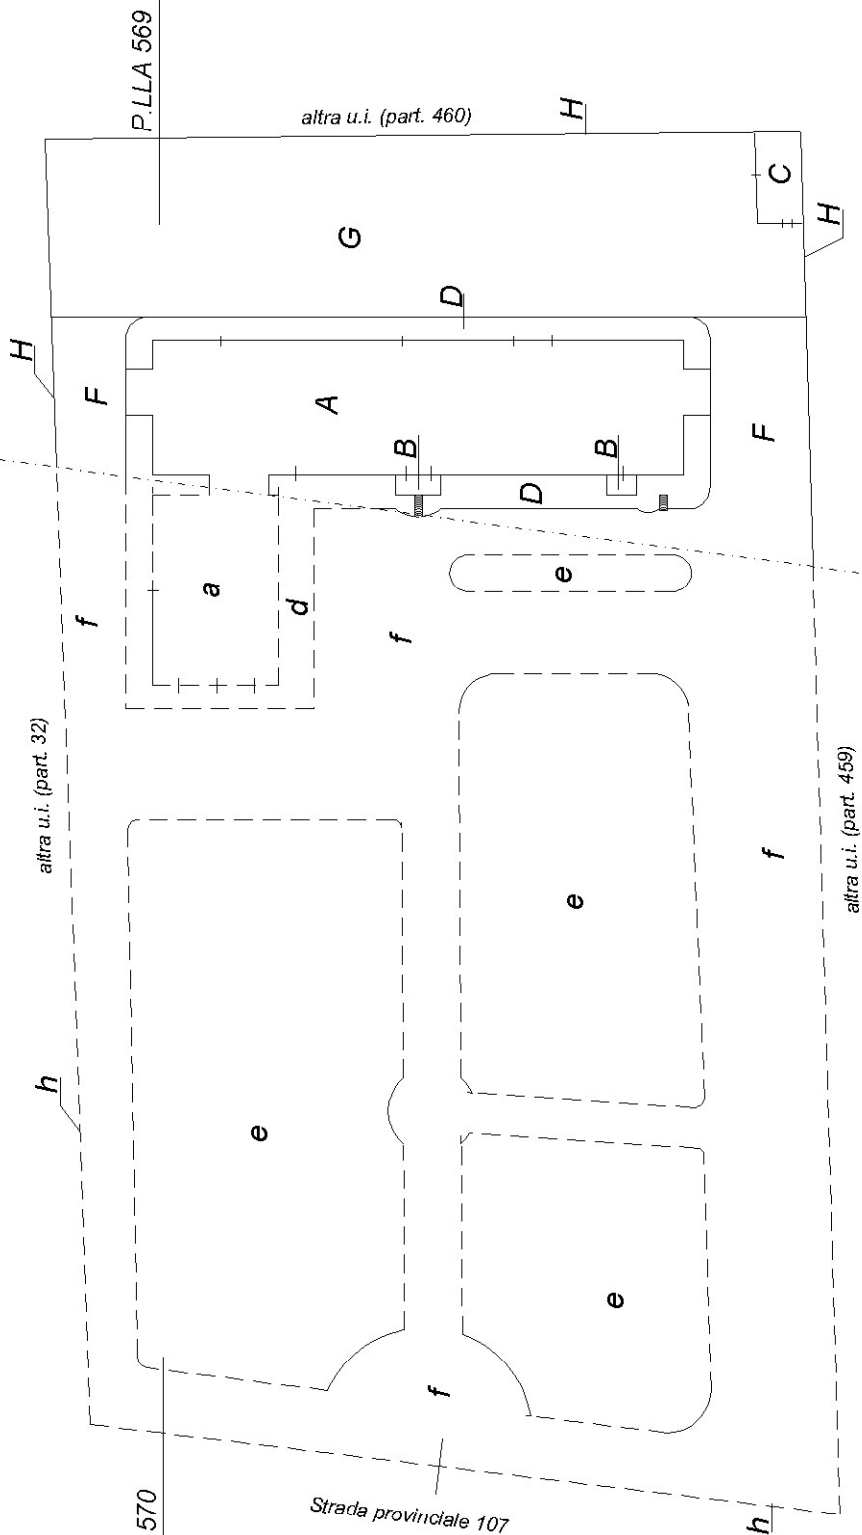 P.LLA 569
altra u.i. (part. 460)
H
C
H
G
D
H
F
A
F
B
B
D
a
e
d
f
f
altra u.i. (part. 32)
altra u.i. (part. 459)
f
e
h
e
e
f
570
Strada provinciale 107
h